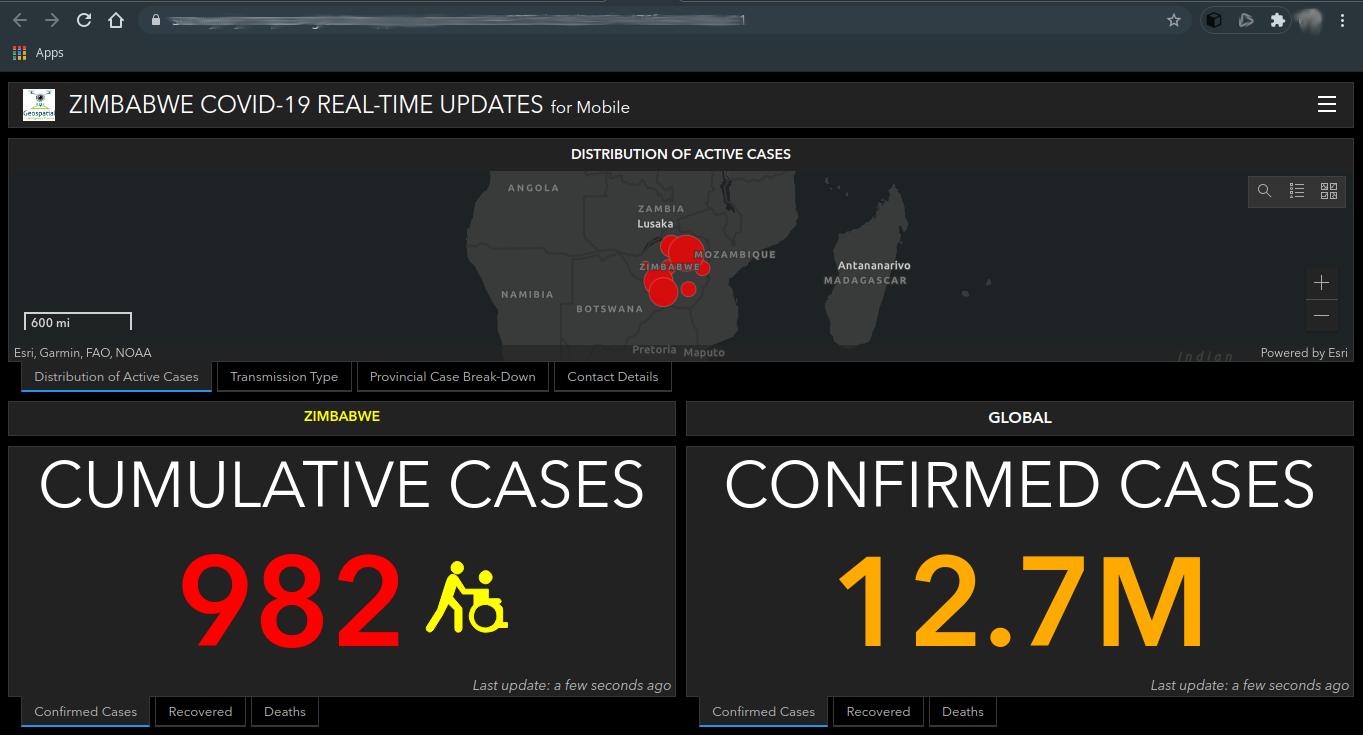 1
Apps
Geospatial
ZIMBABWE COVID-19 REAL-TIME UPDATES for Mobile
DISTRIBUTION OF ACTIVE CASES
ANGOLA
ZAMBIA
Lusaka
MOZAMBIQUE
ZIMBABWE
Antananarivo
MADAGASCAR
NAMIBIA
BOTSWANA
600 mi
Pretoria Maputo
Indian
Esri, Garmin, FAO, NOAA
Powered by Esri
Distribution of Active Cases Transmission Type Provincial Case Break-Down Contact Details
ZIMBABWE
GLOBAL
CUMULATIVE CASES
982
Last update: a few seconds ago
CONFIRMED CASES
12.7M
Last update: a few seconds ago
Confirmed Cases Recovered Deaths
Confirmed Cases Recovered Deaths